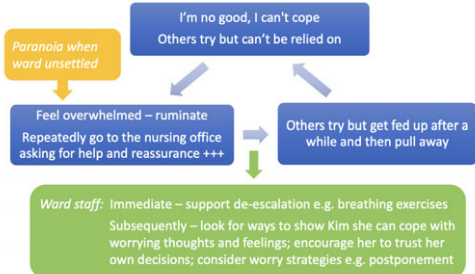 I'm no good, I can't cope
Others try but can't be relied on
Paranoia when
ward unsettled
Feel overwhelmed – ruminate
Repeatedly go to the nursing office
asking for help and reassurance +++
Others try but get fed up after a
while and then pull away
Ward staff: Immediate – support de-escalation e.g. breathing exercises
Subsequently – look for ways to show Kim she can cope with
worrying thoughts and feelings; encourage her to trust her
own decisions; consider worry strategies e.g. postponement